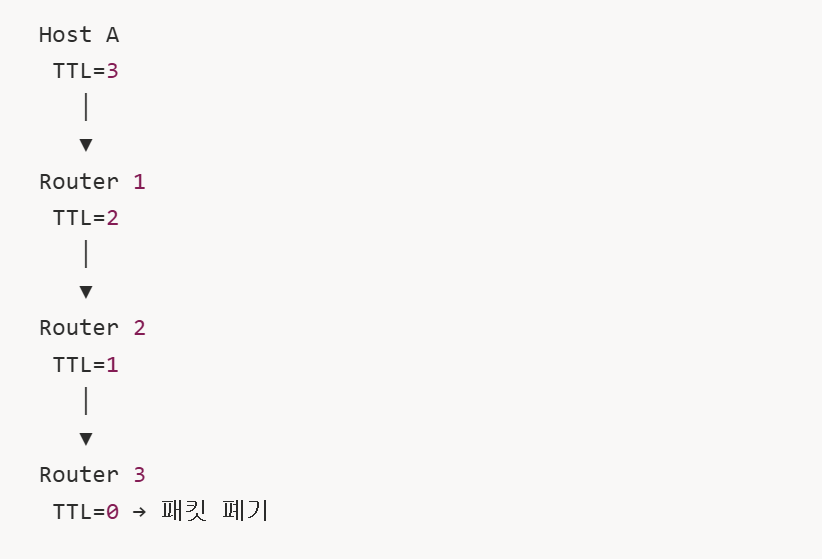 Host A
TTL=3
│
▼
Router 1
TTL=2
│
▼
Router 2
TTL=1
│
▼
Router 3
TTL=0 → 패킷 폐기